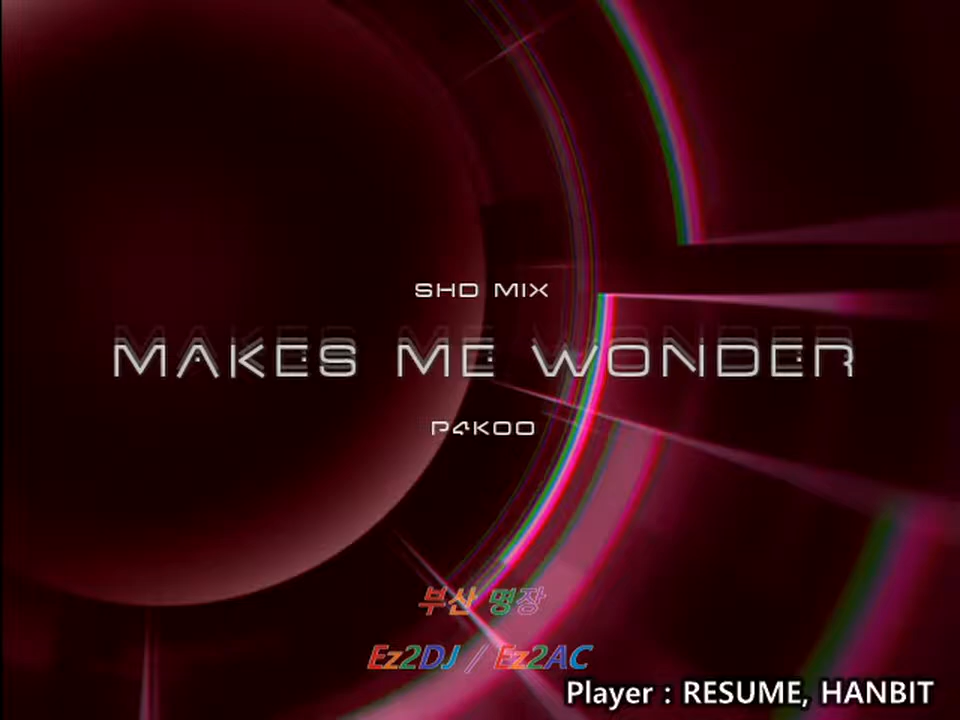 SHD MIX
MAKES ME WONDER
P4KOO
부산 명장
Ez2DJ / Ez2AC
Player : RESUME, HANBIT